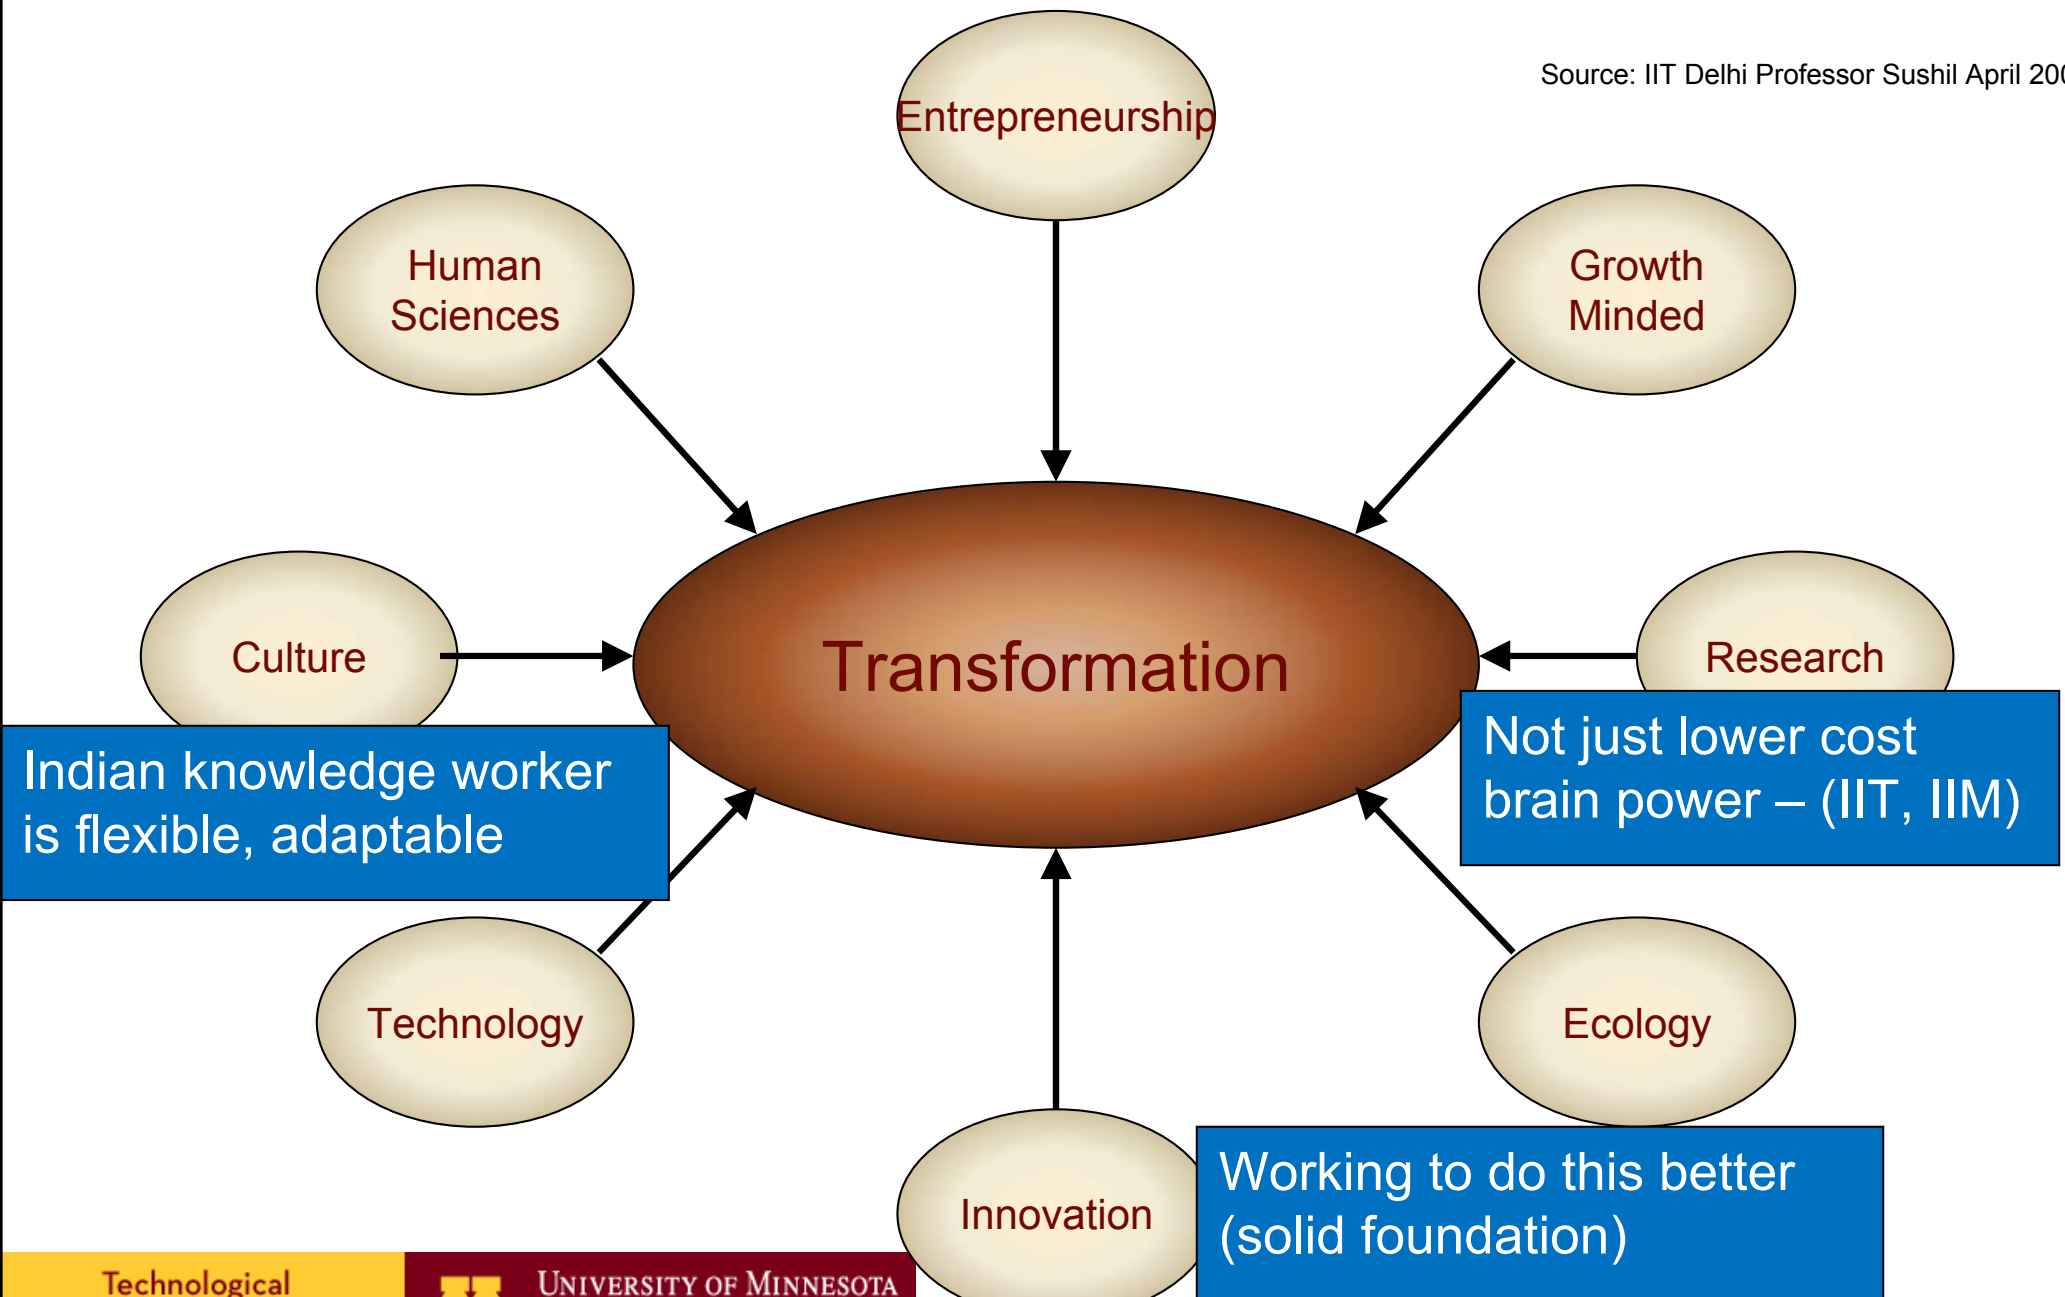 Source: IIT Delhi Professor Sushil April 200
Entrepreneurship
Human
Sciences
Growth
Minded
Culture
Transformation
Research
Indian knowledge worker
is flexible, adaptable
Not just lower cost
brain power – (IIT, IIM)
Technology
Ecology
Innovation
Working to do this better
(solid foundation)
Technological
UNIVERSITY OF MINNESOTA